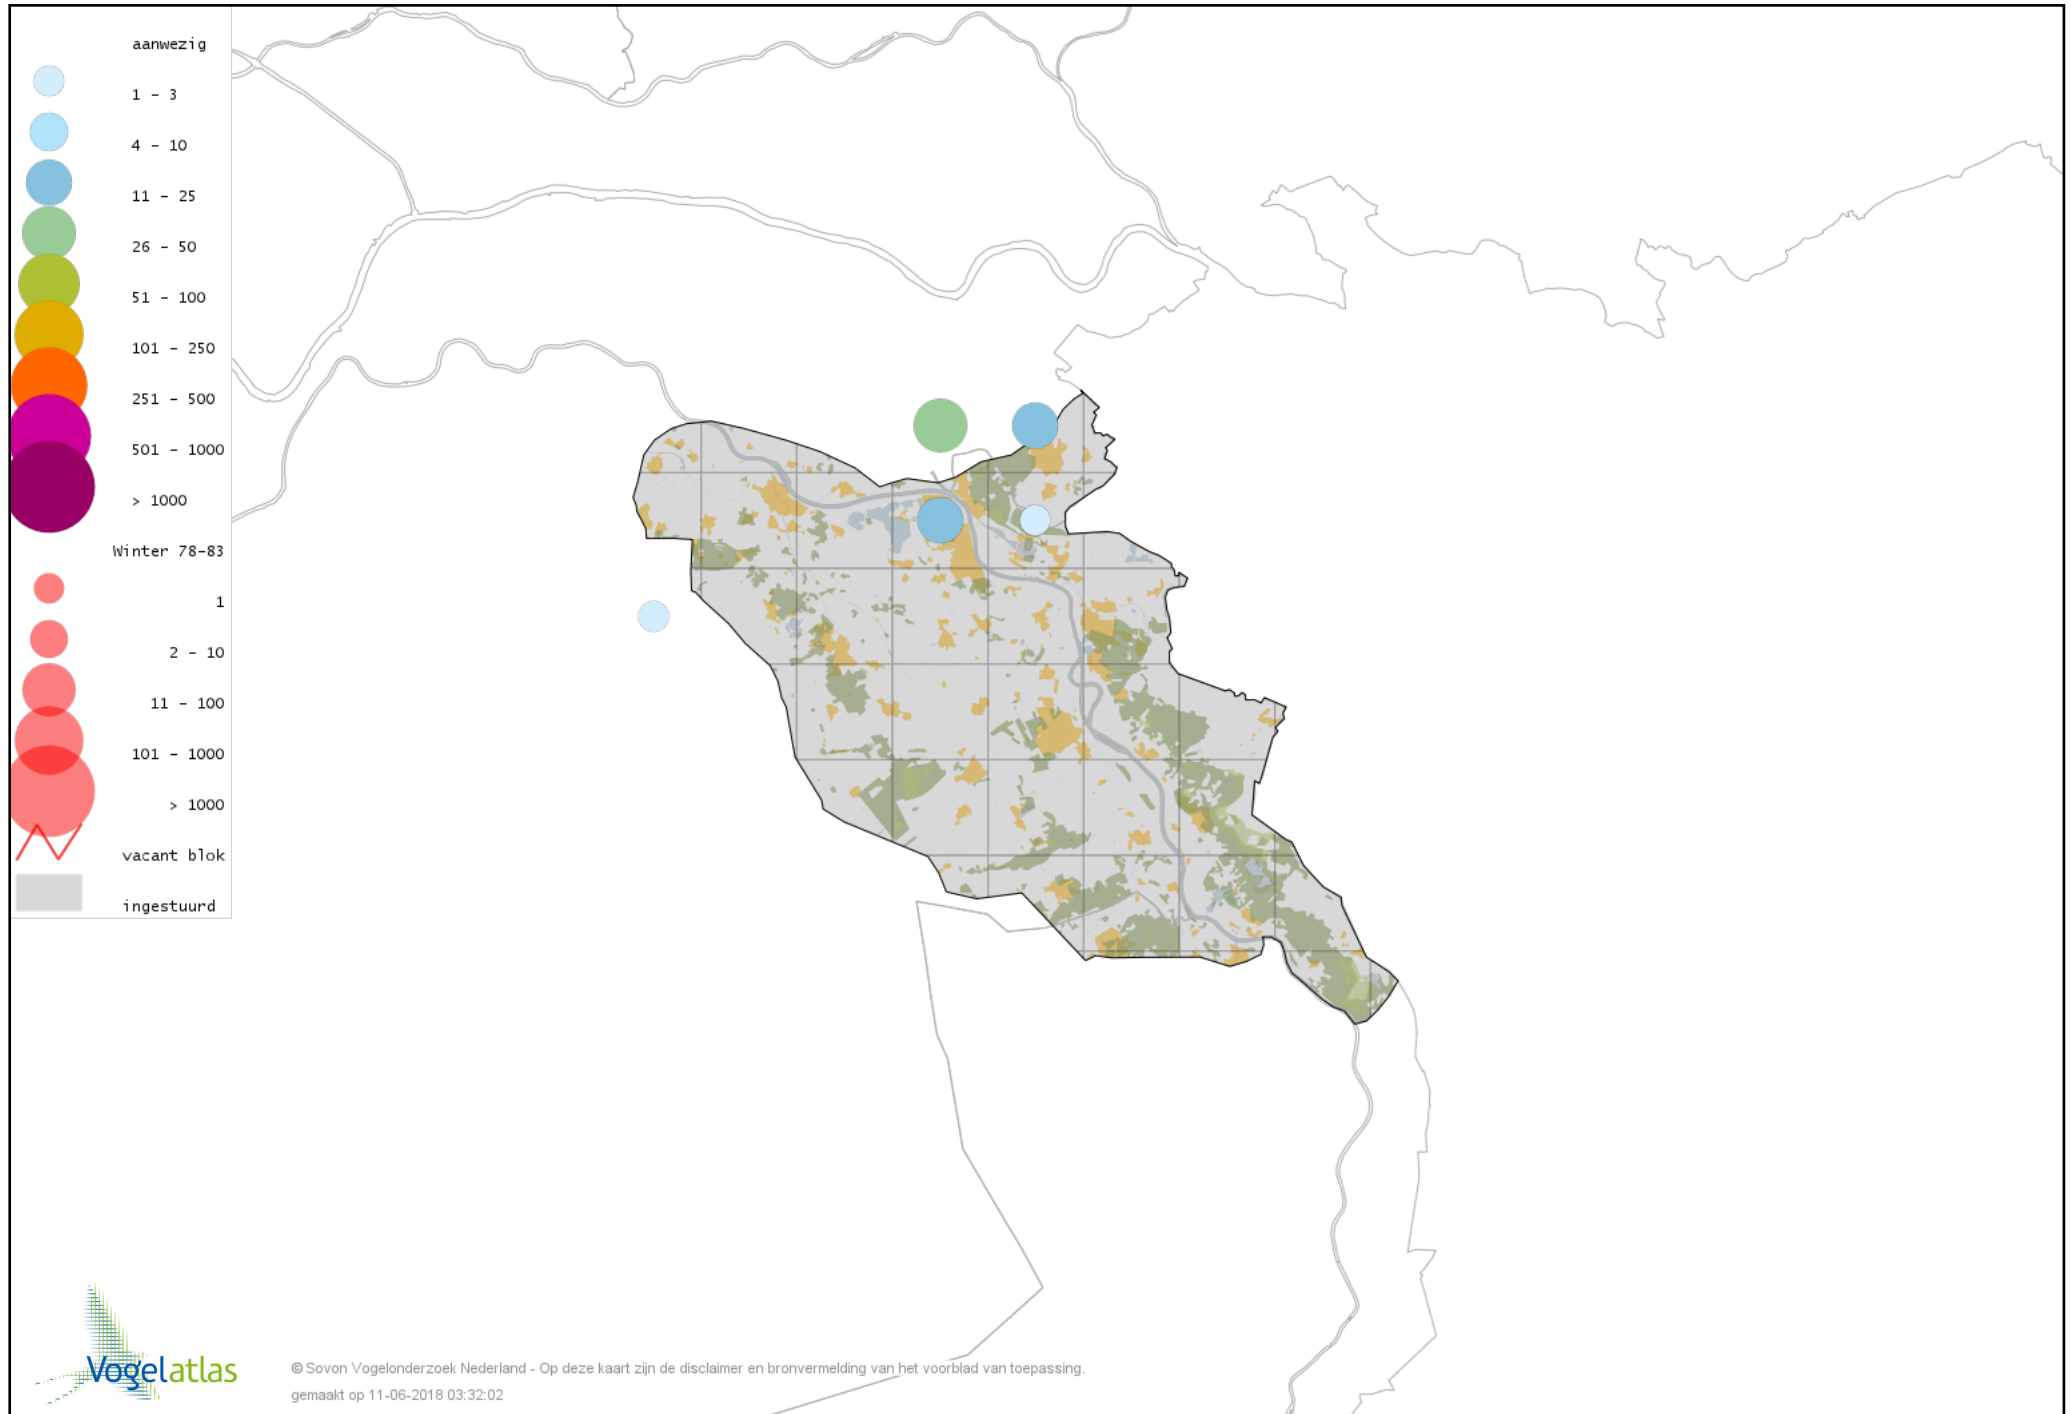 aanwezig
1 - 3
4 - 10
11 - 25
26 - 50
51 - 100
101 - 250
251 - 500
501 - 1000
> 1000
Winter 78-83
1
2 - 10
11 - 100
101 - 1000
> 1000
vacant blok
ingestuurd
Vogelatlas
© Sovon Vogelonderzoek Nederland - Op deze kaart zijn de disclaimer en bronvermelding van het voorblad van toepassing.
gemaakt op 11-06-2018 03:32:02